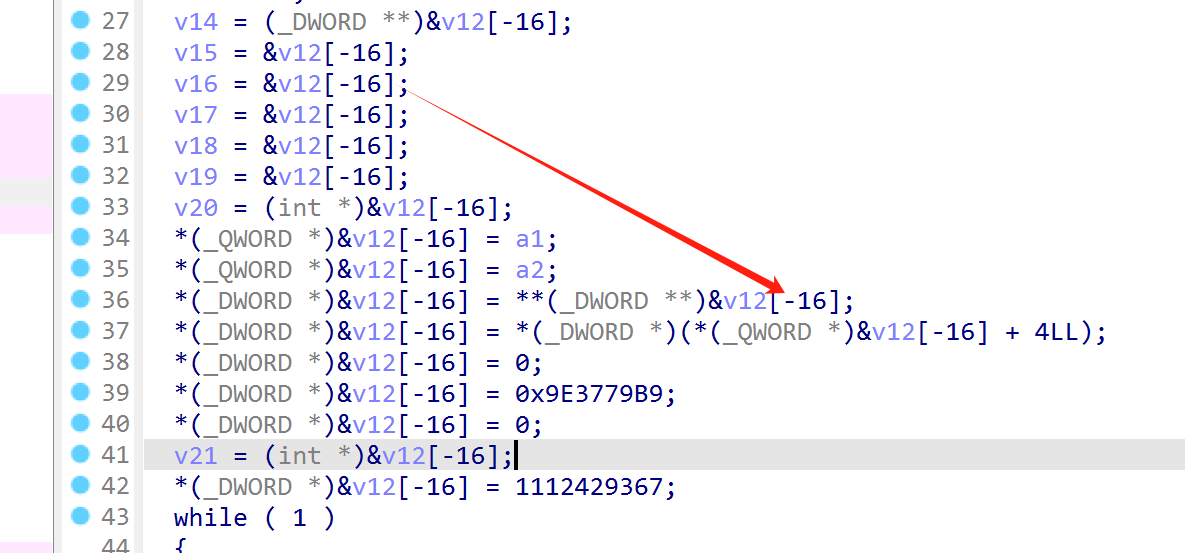 27 v14 = (_DWORD **)&v12[-16];
28 v15 = &v12[-16];
29 v16 = &v12[-16];
30 v17 = &v12[-16];
31 v18 = &v12[-16];
32 v19 = &v12[-16];
33 v20 = (int *)&v12[-16];
34 *(_QWORD *)&v12[-16] = a1;
35 *(_QWORD *)&v12[-16] = a2;
36 *(_DWORD *)&v12[-16] = **(_DWORD **)&v12[-16];
37 *(_DWORD *)&v12[-16] = *(_DWORD *)(*(_QWORD *)&v12[-16] + 4LL);
38 *(_DWORD *)&v12[-16] = 0;
39 *(_DWORD *)&v12[-16] = 0x9E3779B9;
40 *(_DWORD *)&v12[-16] = 0;
41 v21 = (int *)&v12[-16];
42 *(_DWORD *)&v12[-16] = 1112429367;
43 while ( 1 )
44 {